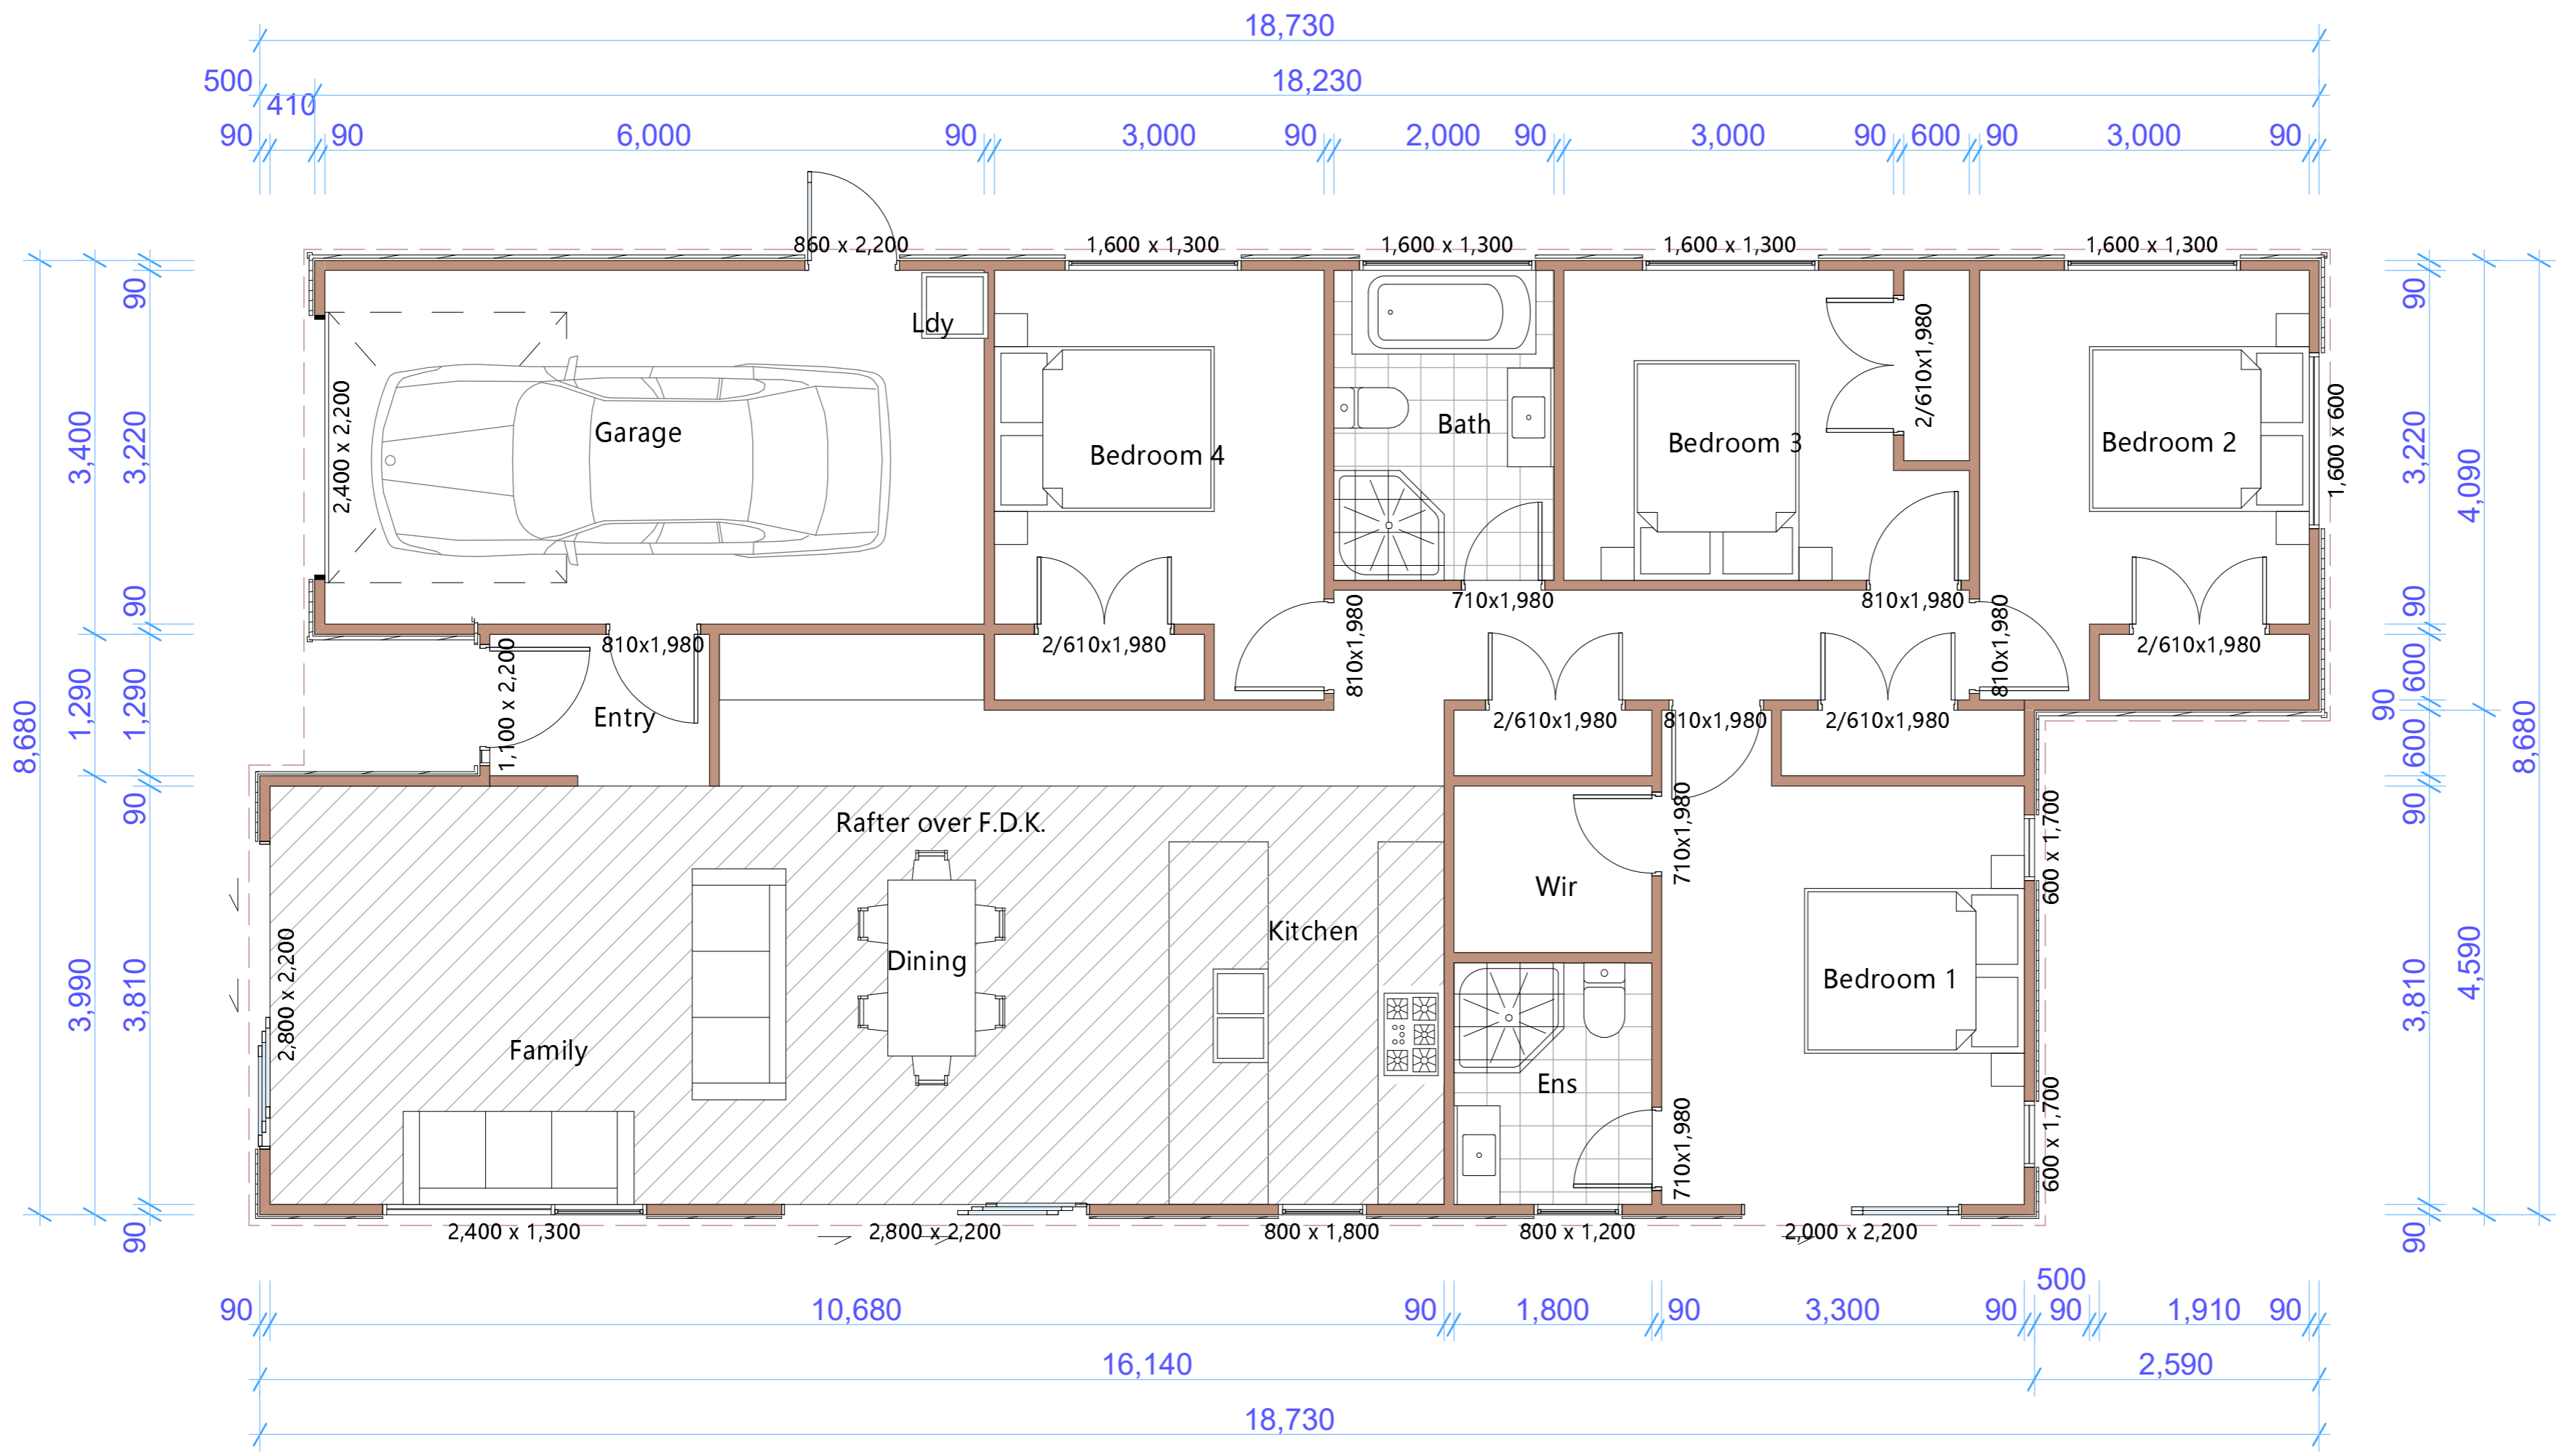 18,730
500
18,230
410
90
90
6,000
90
3,000
90
2,000
90
3,000
90
600
90
3,000
90
860 x 2,200
1,600 x 1,300
1,600 x 1,300
1,600 x 1,300
1,600 x 1,300
8,680
3,400
1,290
3,990
90
3,220
90
1,290
90
3,810
90
Ldy
2,400 x 2,200
Garage
Bedroom 4
Bath
Bedroom 3
2/610x1,980
Bedroom 2
1,600 x 600
90
3,220
90
600
90
600
90
3,810
90
4,090
4,590
8,680
710x1,980
810x1,980
810x1,980
2/610x1,980
810x1,980
810x1,980
2/610x1,980
1,100 x 2,200
Entry
2/610x1,980
810x1,980
2/610x1,980
Rafter over F.D.K.
710x1,980
600 x 1,700
Wir
Kitchen
Dining
Bedroom 1
2,800 x 2,200
Family
Ens
710x1,980
600 x 1,700
2,400 x 1,300
2,800 x 2,200
800 x 1,800
800 x 1,200
2,000 x 2,200
90
10,680
90
1,800
90
3,300
90
500
90
1,910
90
16,140
2,590
18,730